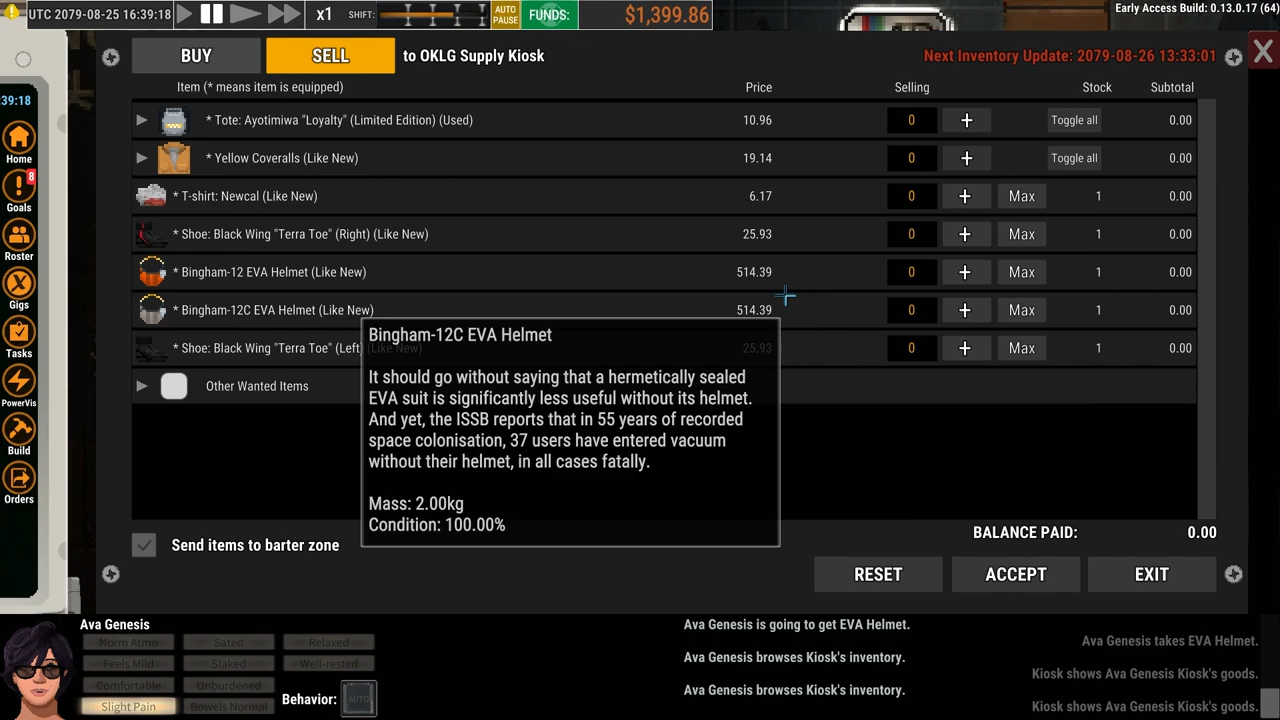 UTC 2079-08-25 16:39:18
x1
SHIFT:
AUTO PAUSE
FUNDS:
$1,399.86
Early Access Build: 0.13.0.17 (64)
BUY
SELL
to OKLG Supply Kiosk
Next Inventory Update: 2079-08-26 13:33:01
X
Item (* means item is equipped) Price Selling Stock Subtotal
* Tote: Ayotimiwa "Loyalty" (Limited Edition) (Used) 10.96 0 + Toggle all 0.00
* Yellow Coveralls (Like New) 19.14 0 + Toggle all 0.00
* T-shirt: Newcal (Like New) 6.17 0 + Max 1 0.00
* Shoe: Black Wing "Terra Toe" (Right) (Like New) 25.93 0 + Max 1 0.00
* Bingham-12 EVA Helmet (Like New) 514.39 0 + Max 1 0.00
* Bingham-12C EVA Helmet (Like New) 514.39 0 + Max 1 0.00
* Shoe: Black Wing "Terra Toe" (Left) (Like New) 25.93 0 + Max 1 0.00
Other Wanted Items
Bingham-12C EVA Helmet
It should go without saying that a hermetically sealed
EVA suit is significantly less useful without its helmet.
And yet, the ISSB reports that in 55 years of recorded
space colonisation, 37 users have entered vacuum
without their helmet, in all cases fatally.
Mass: 2.00kg
Condition: 100.00%
Send items to barter zone
BALANCE PAID: 0.00
RESET
ACCEPT
EXIT
:39:18
Home
8
Goals
Roster
Gigs
Tasks
PowerVis
Build
Orders
Ava Genesis
Norm Atmo Sated Relaxed
Feels Mild Slaked Well-rested
Comfortable Unburdened
Slight Pain Bowels Normal
Behavior:
AUTO
Ava Genesis is going to get EVA Helmet.
Ava Genesis browses Kiosk's inventory.
Ava Genesis browses Kiosk's inventory.
Ava Genesis takes EVA Helmet.
Kiosk shows Ava Genesis Kiosk's goods.
Kiosk shows Ava Genesis Kiosk's goods.